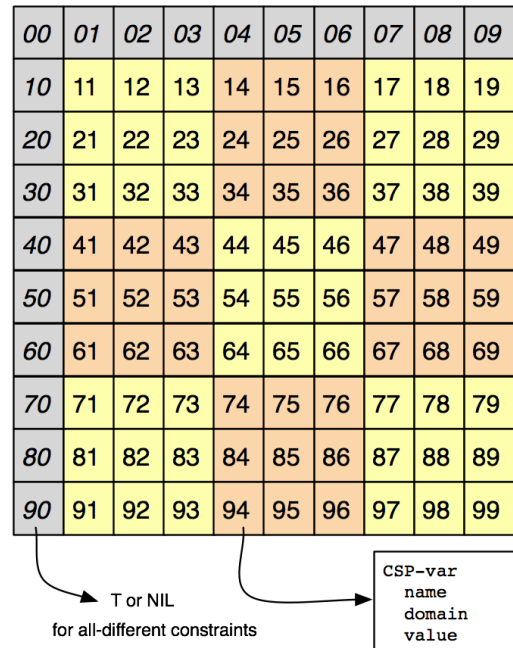 00 01 02 03 04 05 06 07 08 09
10 11 12 13 14 15 16 17 18 19
20 21 22 23 24 25 26 27 28 29
30 31 32 33 34 35 36 37 38 39
40 41 42 43 44 45 46 47 48 49
50 51 52 53 54 55 56 57 58 59
60 61 62 63 64 65 66 67 68 69
70 71 72 73 74 75 76 77 78 79
80 81 82 83 84 85 86 87 88 89
90 91 92 93 94 95 96 97 98 99
T or NIL
for all-different constraints
CSP-var
name
domain
value